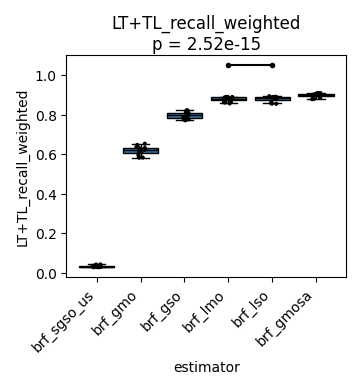 LT+TL_recall_weighted
p = 2.52e-15
LT+TL_recall_weighted
1.0
0.8
0.6
0.4
0.2
0.0
brf_sgso_us
brf_gmo
brf_gso
brf_lmo
brf_lso
brf_gmosa
estimator